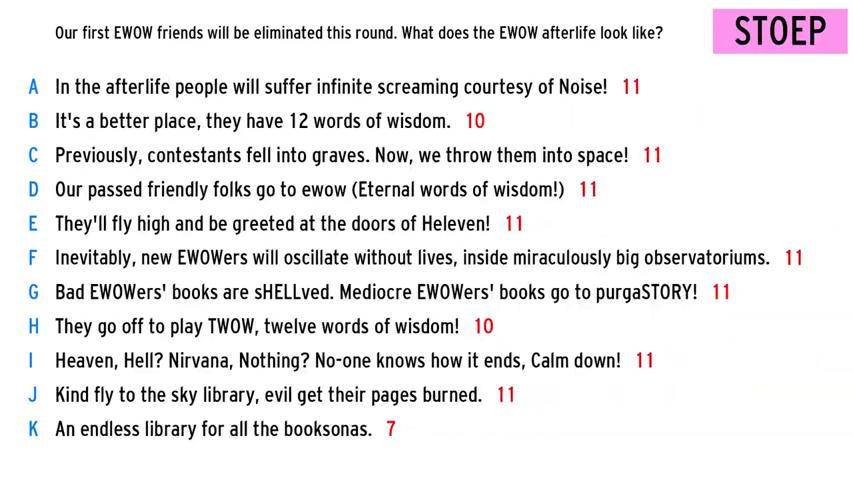 Our first EWOW friends will be eliminated this round. What does the EWOW afterlife look like?
STOEP
A In the afterlife people will suffer infinite screaming courtesy of Noise! 11
B It's a better place, they have 12 words of wisdom. 10
C Previously, contestants fell into graves. Now, we throw them into space! 11
D Our passed friendly folks go to ewow (Eternal words of wisdom!) 11
E They'll fly high and be greeted at the doors of Heleven! 11
F Inevitably, new EWOWers will oscillate without lives, inside miraculously big observatoriums. 11
G Bad EWOWers' books are sHELLved. Mediocre EWOWers' books go to purgaSTORY! 11
H They go off to play TWOW, twelve words of wisdom! 10
I Heaven, Hell? Nirvana, Nothing? No-one knows how it ends, Calm down! 11
J Kind fly to the sky library, evil get their pages burned. 11
K An endless library for all the booksonas. 7